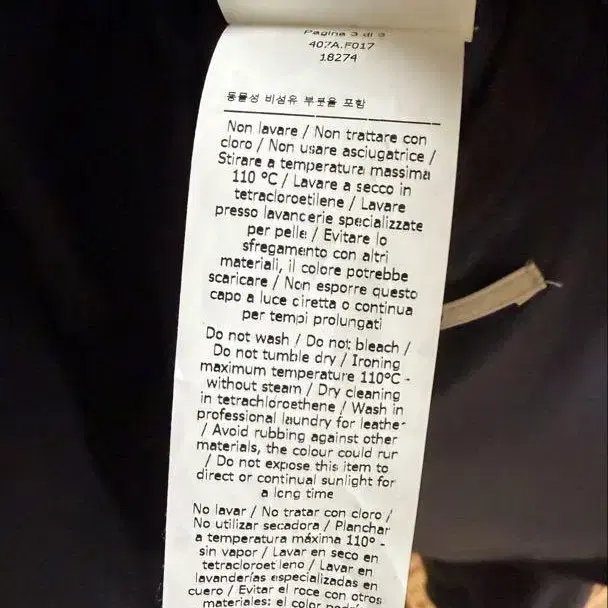 Pagina 3 di 3
407A.F017
18274
동물성 비섬유 부분을 포함
Non lavare / Non trattare con
cloro / Non usare asciugatrice /
Stirare a temperatura massima
110 °C / Lavare a secco in
tetracloroetilene / Lavare
presso lavanderie specializzate
per pelle / Evitare lo
sfregamento con altri
materiali, il colore potrebbe
scaricare / Non esporre questo
capo a luce diretta o continua
per tempi prolungati
Do not wash / Do not bleach /
Do not tumble dry / Ironing
maximum temperature 110°C -
without steam / Dry cleaning
in tetrachloroethene / Wash in
professional laundry for leather
/ Avoid rubbing against other
materials, the colour could run
/ Do not expose this item to
direct or continual sunlight for
a long time
No lavar / No tratar con cloro /
No utilizar secadora / Planchar
a temperatura máxima 110° -
sin vapor / Lavar en seco en
tetracloroetileno / Lavar en
lavanderías especializadas en
cuero / Evitar el roce con otros
materiales: el color podría